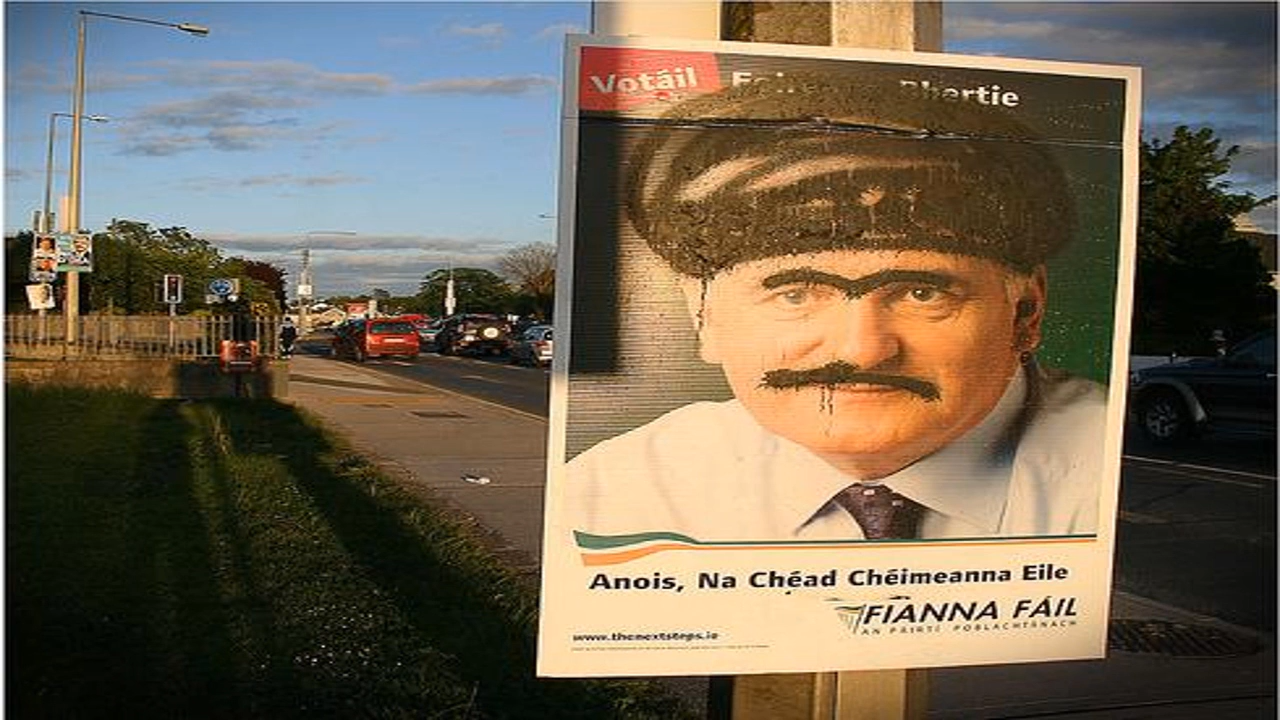 Votáil Bhertie
Anois, Na Chéad Chéimeanna Eile
FIANNA FÁIL
AN PÁIRTÍ POBLACHTÁNACH
www.thenextsteps.ie